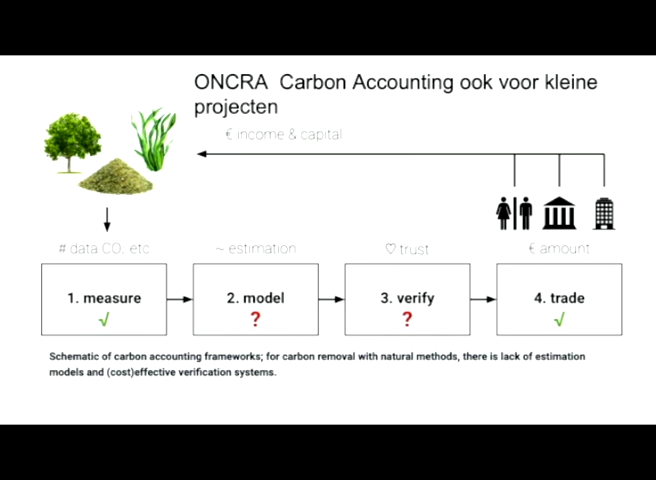 ONCRA Carbon Accounting ook voor kleine
projecten
€ income & capital
# data CO, etc
~ estimation
♡ trust
€ amount
1. measure
√
2. model
?
3. verify
?
4. trade
√
Schematic of carbon accounting frameworks; for carbon removal with natural methods, there is lack of estimation
models and (cost)effective verification systems.